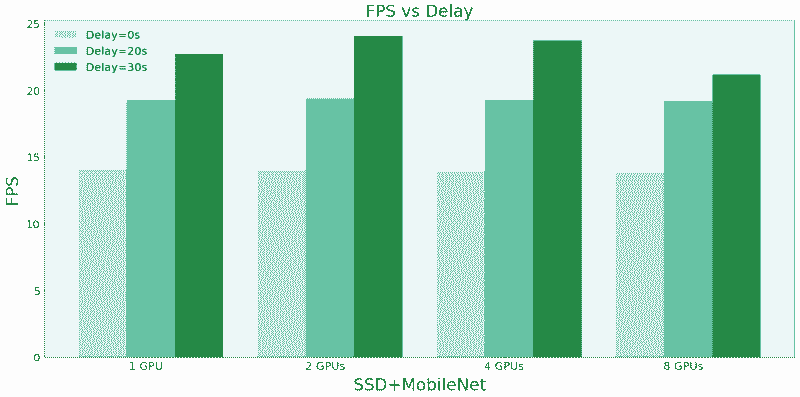 FPS vs Delay
Delay=0s
Delay=20s
Delay=30s
25
20
15
10
5
0
FPS
1 GPU
2 GPUs
4 GPUs
8 GPUs
SSD+MobileNet